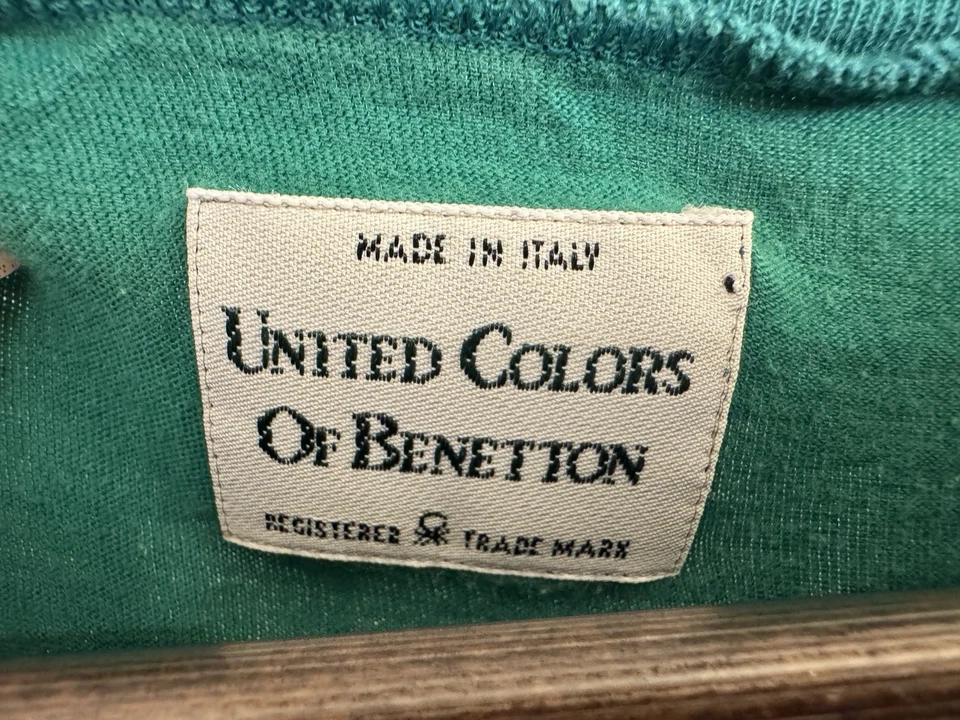 MADE IN ITALY
UNITED COLORS
OF BENETTON
REGISTERED TRADE MARK